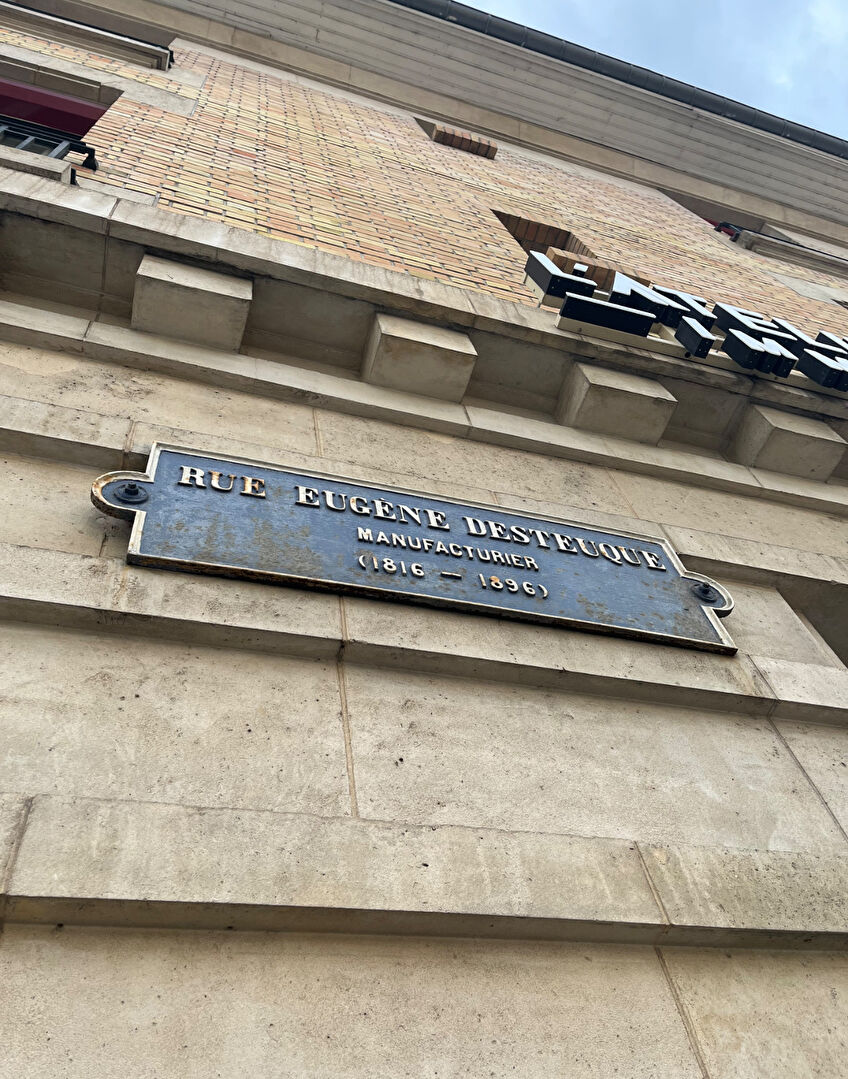 RUE EUGÈNE DESTEUQUE
MANUFACTURIER
(1816 — 1896)